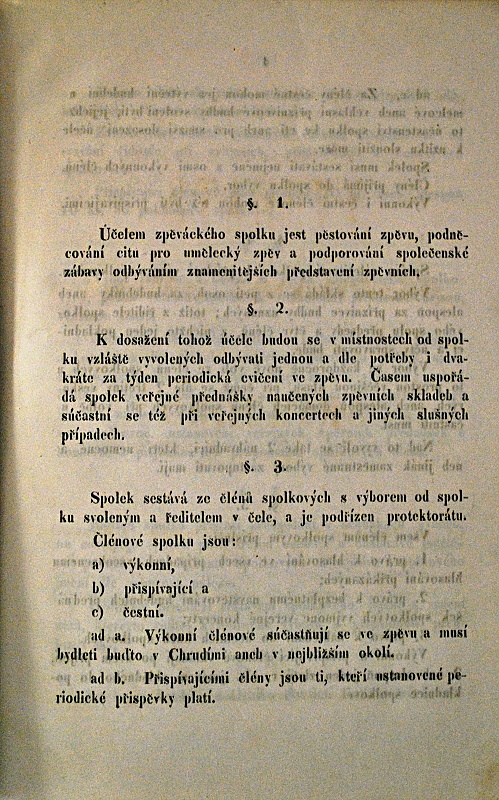 §. 1.
Účelem zpěváckého spolku jest pěstování zpěvu, podně-
cování citu pro umělecký zpěv a podporování společenské
zábavy odbýváním znamenitějších představení zpěvních.
§. 2.
K dosažení tohož účele budou se v místnostech od spol-
ku vzláště vyvolených odbývati jednou a dle potřeby i dva-
kráte za týden periodická cvičení ve zpěvu. Časem uspořá-
dá spolek veřejné přednášky naučených zpěvních skladeb a
súčastní se též při veřejných koncertech a jiných slušných
případech.
§. 3.
Spolek sestává ze členů spolkových s výborem od spol-
ku svoleným a ředitelem v čele, a je podřízen protektorátu.
Členové spolku jsou:
a) výkonní,
b) přispívající a
c) čestní.
ad a. Výkonní členové súčastňují se ve zpěvu a musí
bydleti buďto v Chrudími aneb v nejbližším okolí.
ad b. Přispívajícími členy jsou ti, kteří ustanovené pe-
riodické příspěvky platí.